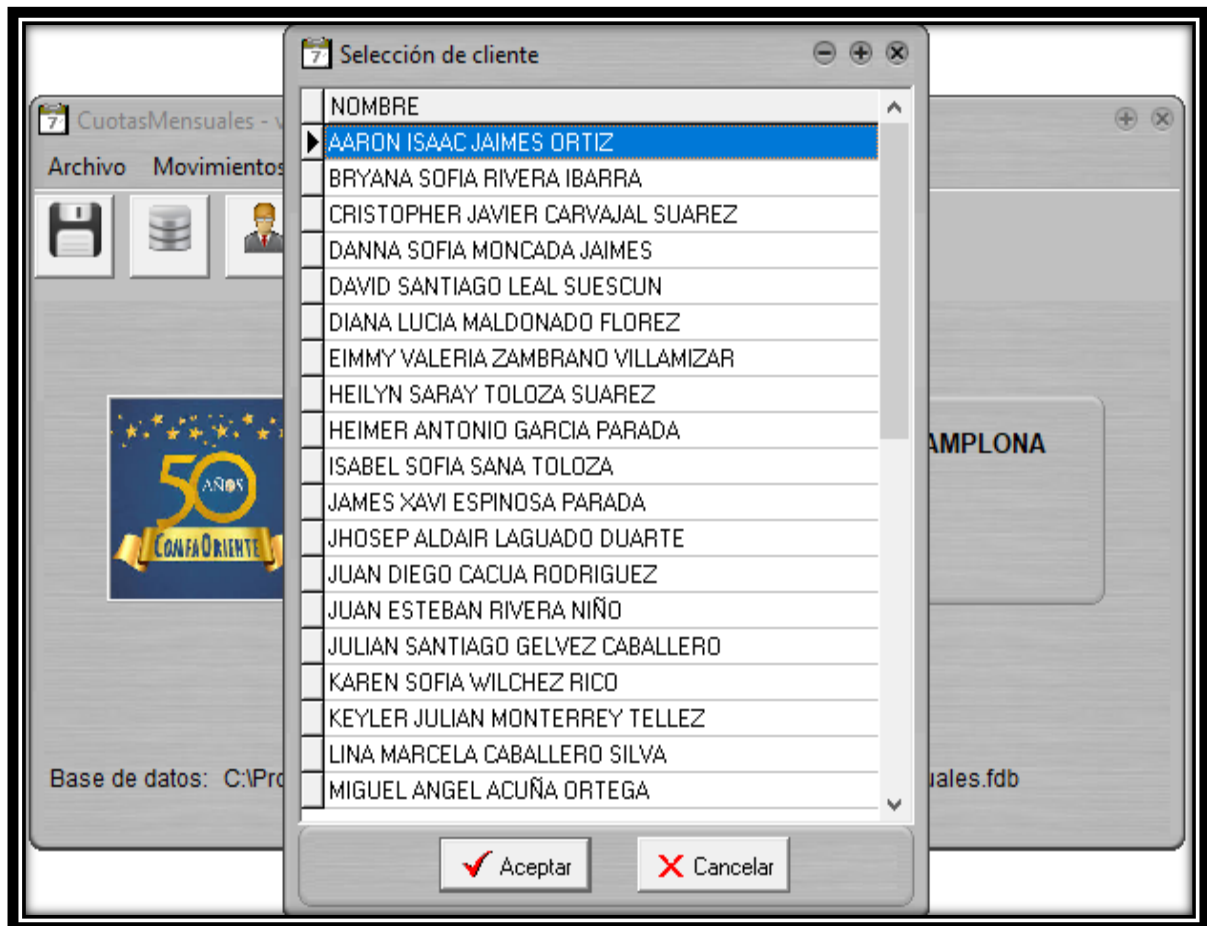 Selección de cliente
CuotasMensuales - v
Archivo Movimientos
NOMBRE
AARON ISAAC JAIMES ORTIZ
BRYANA SOFIA RIVERA IBARRA
CRISTOPHER JAVIER CARVAJAL SUAREZ
DANNA SOFIA MONCADA JAIMES
DAVID SANTIAGO LEAL SUESCUN
DIANA LUCIA MALDONADO FLOREZ
EIMMY VALERIA ZAMBRANO VILLAMIZAR
HEILYN SARAY TOLOZA SUAREZ
HEIMER ANTONIO GARCIA PARADA
ISABEL SOFIA SANA TOLOZA
JAMES XAVI ESPINOSA PARADA
JHOSEP ALDAIR LAGUADO DUARTE
JUAN DIEGO CACUA RODRIGUEZ
JUAN ESTEBAN RIVERA NIÑO
JULIAN SANTIAGO GELVEZ CABALLERO
KAREN SOFIA WILCHEZ RICO
KEYLER JULIAN MONTERREY TELLEZ
LINA MARCELA CABALLERO SILVA
MIGUEL ANGEL ACUÑA ORTEGA
50
AÑOS
COMFAORIENTE
AMPLONA
Base de datos: C:\Pro
uales.fdb
Aceptar
Cancelar